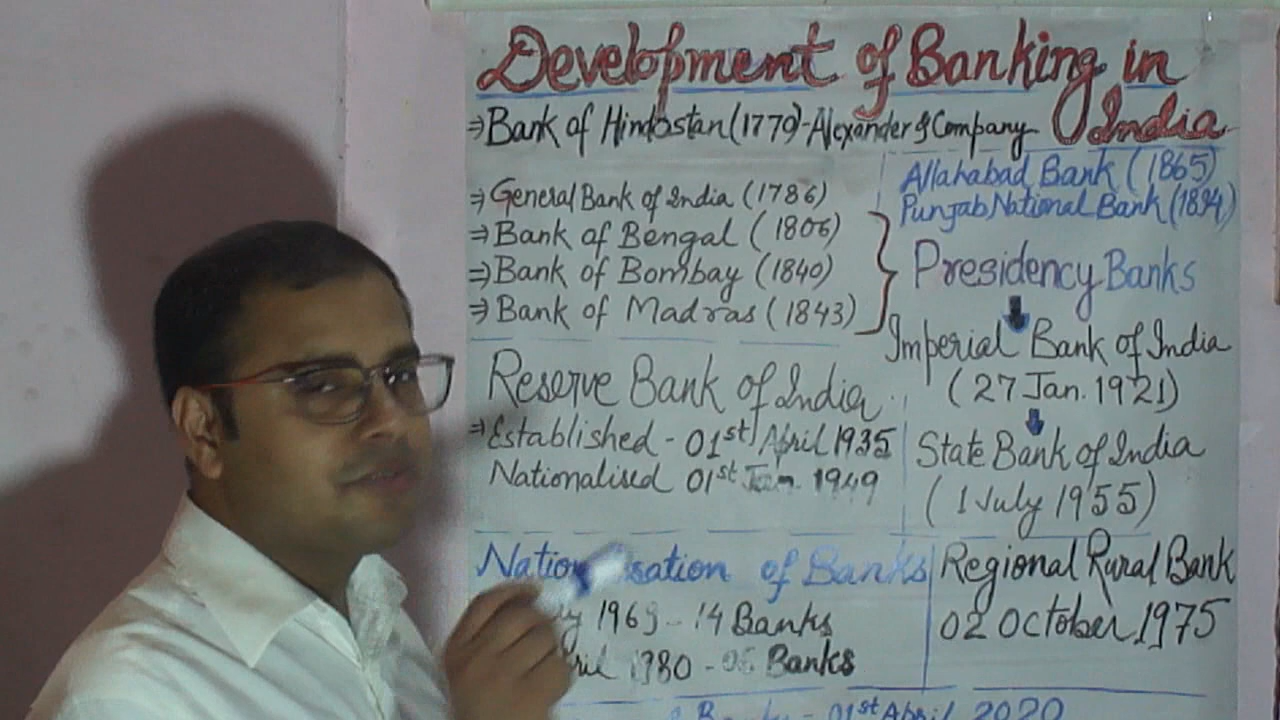 Development of Banking in India
⇒ Bank of Hindostan (1770) - Alexander & Company
⇒ General Bank of India (1786)
⇒ Bank of Bengal (1806)
⇒ Bank of Bombay (1840)
⇒ Bank of Madras (1843)
Allahabad Bank (1865)
Punjab National Bank (1894)
Presidency Banks
Imperial Bank of India
(27 Jan. 1921)
State Bank of India
(1 July 1955)
Reserve Bank of India
⇒ Established - 01st April 1935
Nationalised 01st Jan. 1949
of Banks
1969 - 14 Banks
1980 - 06 Banks
Regional Rural Bank
02 October, 1975
01st April 2020